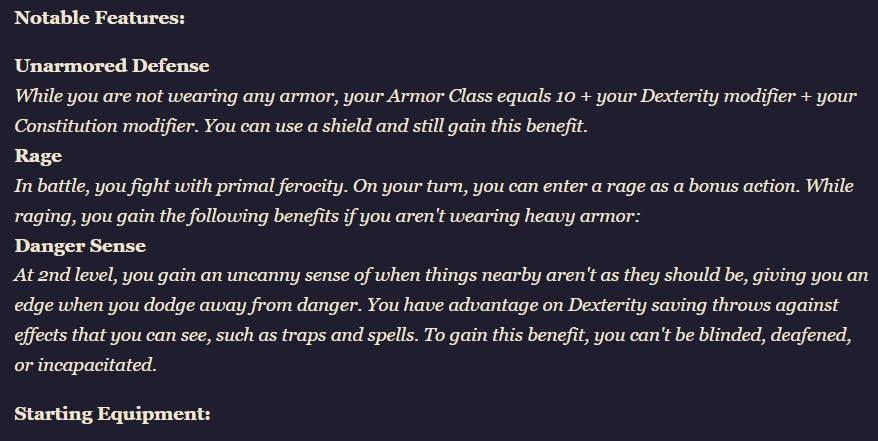 Notable Features:
Unarmored Defense
While you are not wearing any armor, your Armor Class equals 10 + your Dexterity modifier + your
Constitution modifier. You can use a shield and still gain this benefit.
Rage
In battle, you fight with primal ferocity. On your turn, you can enter a rage as a bonus action. While
raging, you gain the following benefits if you aren't wearing heavy armor:
Danger Sense
At 2nd level, you gain an uncanny sense of when things nearby aren't as they should be, giving you an
edge when you dodge away from danger. You have advantage on Dexterity saving throws against
effects that you can see, such as traps and spells. To gain this benefit, you can't be blinded, deafened,
or incapacitated.
Starting Equipment: